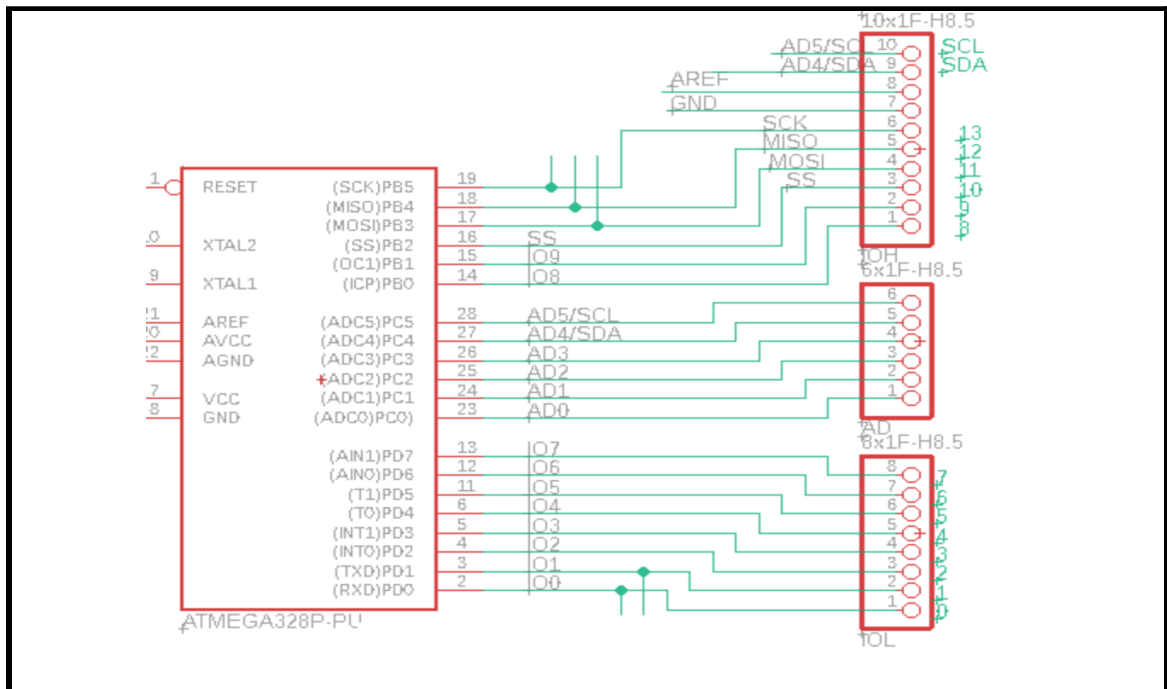 10x1F-H8.5
AD5/SCL 10 SCL
AD4/SDA 9 SDA
AREF 8
GND 7
SCK 6 13
MISO 5 12
MOSI 4 11
SS 3 10
2 9
1 8
IOH
1 RESET (SCK)PB5 19
(MISO)PB4 18
(MOSI)PB3 17
XTAL2 (SS)PB2 16 SS
(OC1)PB1 15 IO9
9 XTAL1 (ICP)PB0 14 IO8
6x1F-H8.5
6
AREF (ADC5)PC5 28 AD5/SCL 5
AVCC (ADC4)PC4 27 AD4/SDA 4
AGND (ADC3)PC3 26 AD3 3
(ADC2)PC2 25 AD2 2
7 VCC (ADC1)PC1 24 AD1 1
8 GND (ADC0)PC0) 23 AD0
AD
8x1F-H8.5
(AIN1)PD7 13 IO7 8 7
(AIN0)PD6 12 IO6 7 6
(T1)PD5 11 IO5 6 5
(T0)PD4 6 IO4 5 4
(INT1)PD3 5 IO3 4 3
(INT0)PD2 4 IO2 3 2
(TXD)PD1 3 IO1 2 1
(RXD)PD0 2 IO0 1 0
ATMEGA328P-PU
IOL